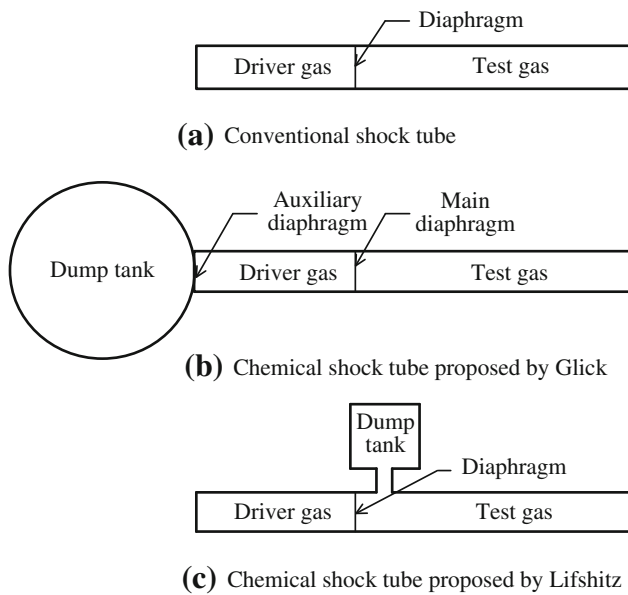 Diaphragm
Driver gas Test gas
(a) Conventional shock tube
Auxiliary
diaphragm
Main
diaphragm
Dump tank
Driver gas Test gas
(b) Chemical shock tube proposed by Glick
Dump
tank
Diaphragm
Driver gas Test gas
(c) Chemical shock tube proposed by Lifshitz